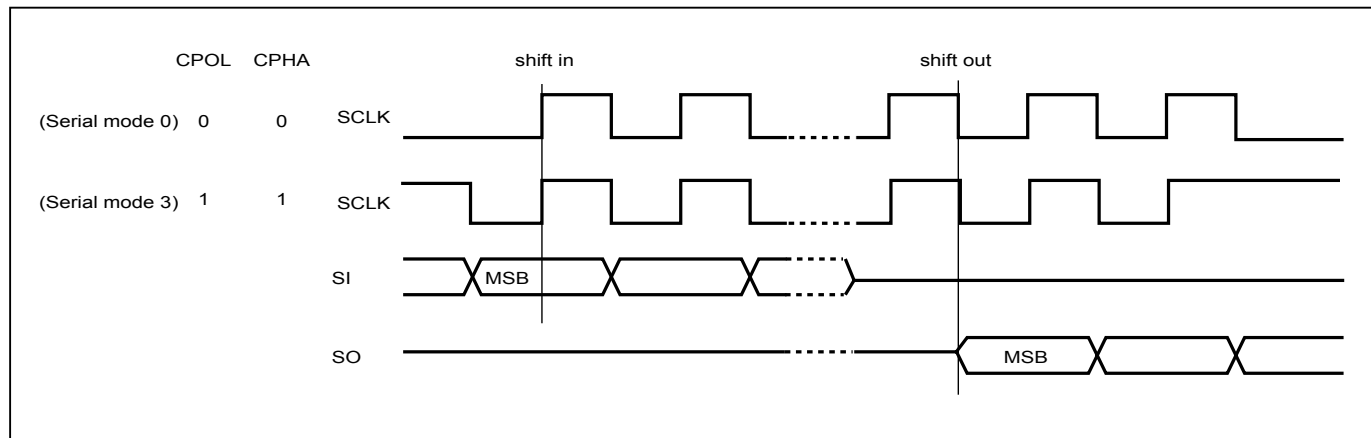 CPOL CPHA shift in shift out
(Serial mode 0) 0 0 SCLK
(Serial mode 3) 1 1 SCLK
SI MSB
SO MSB